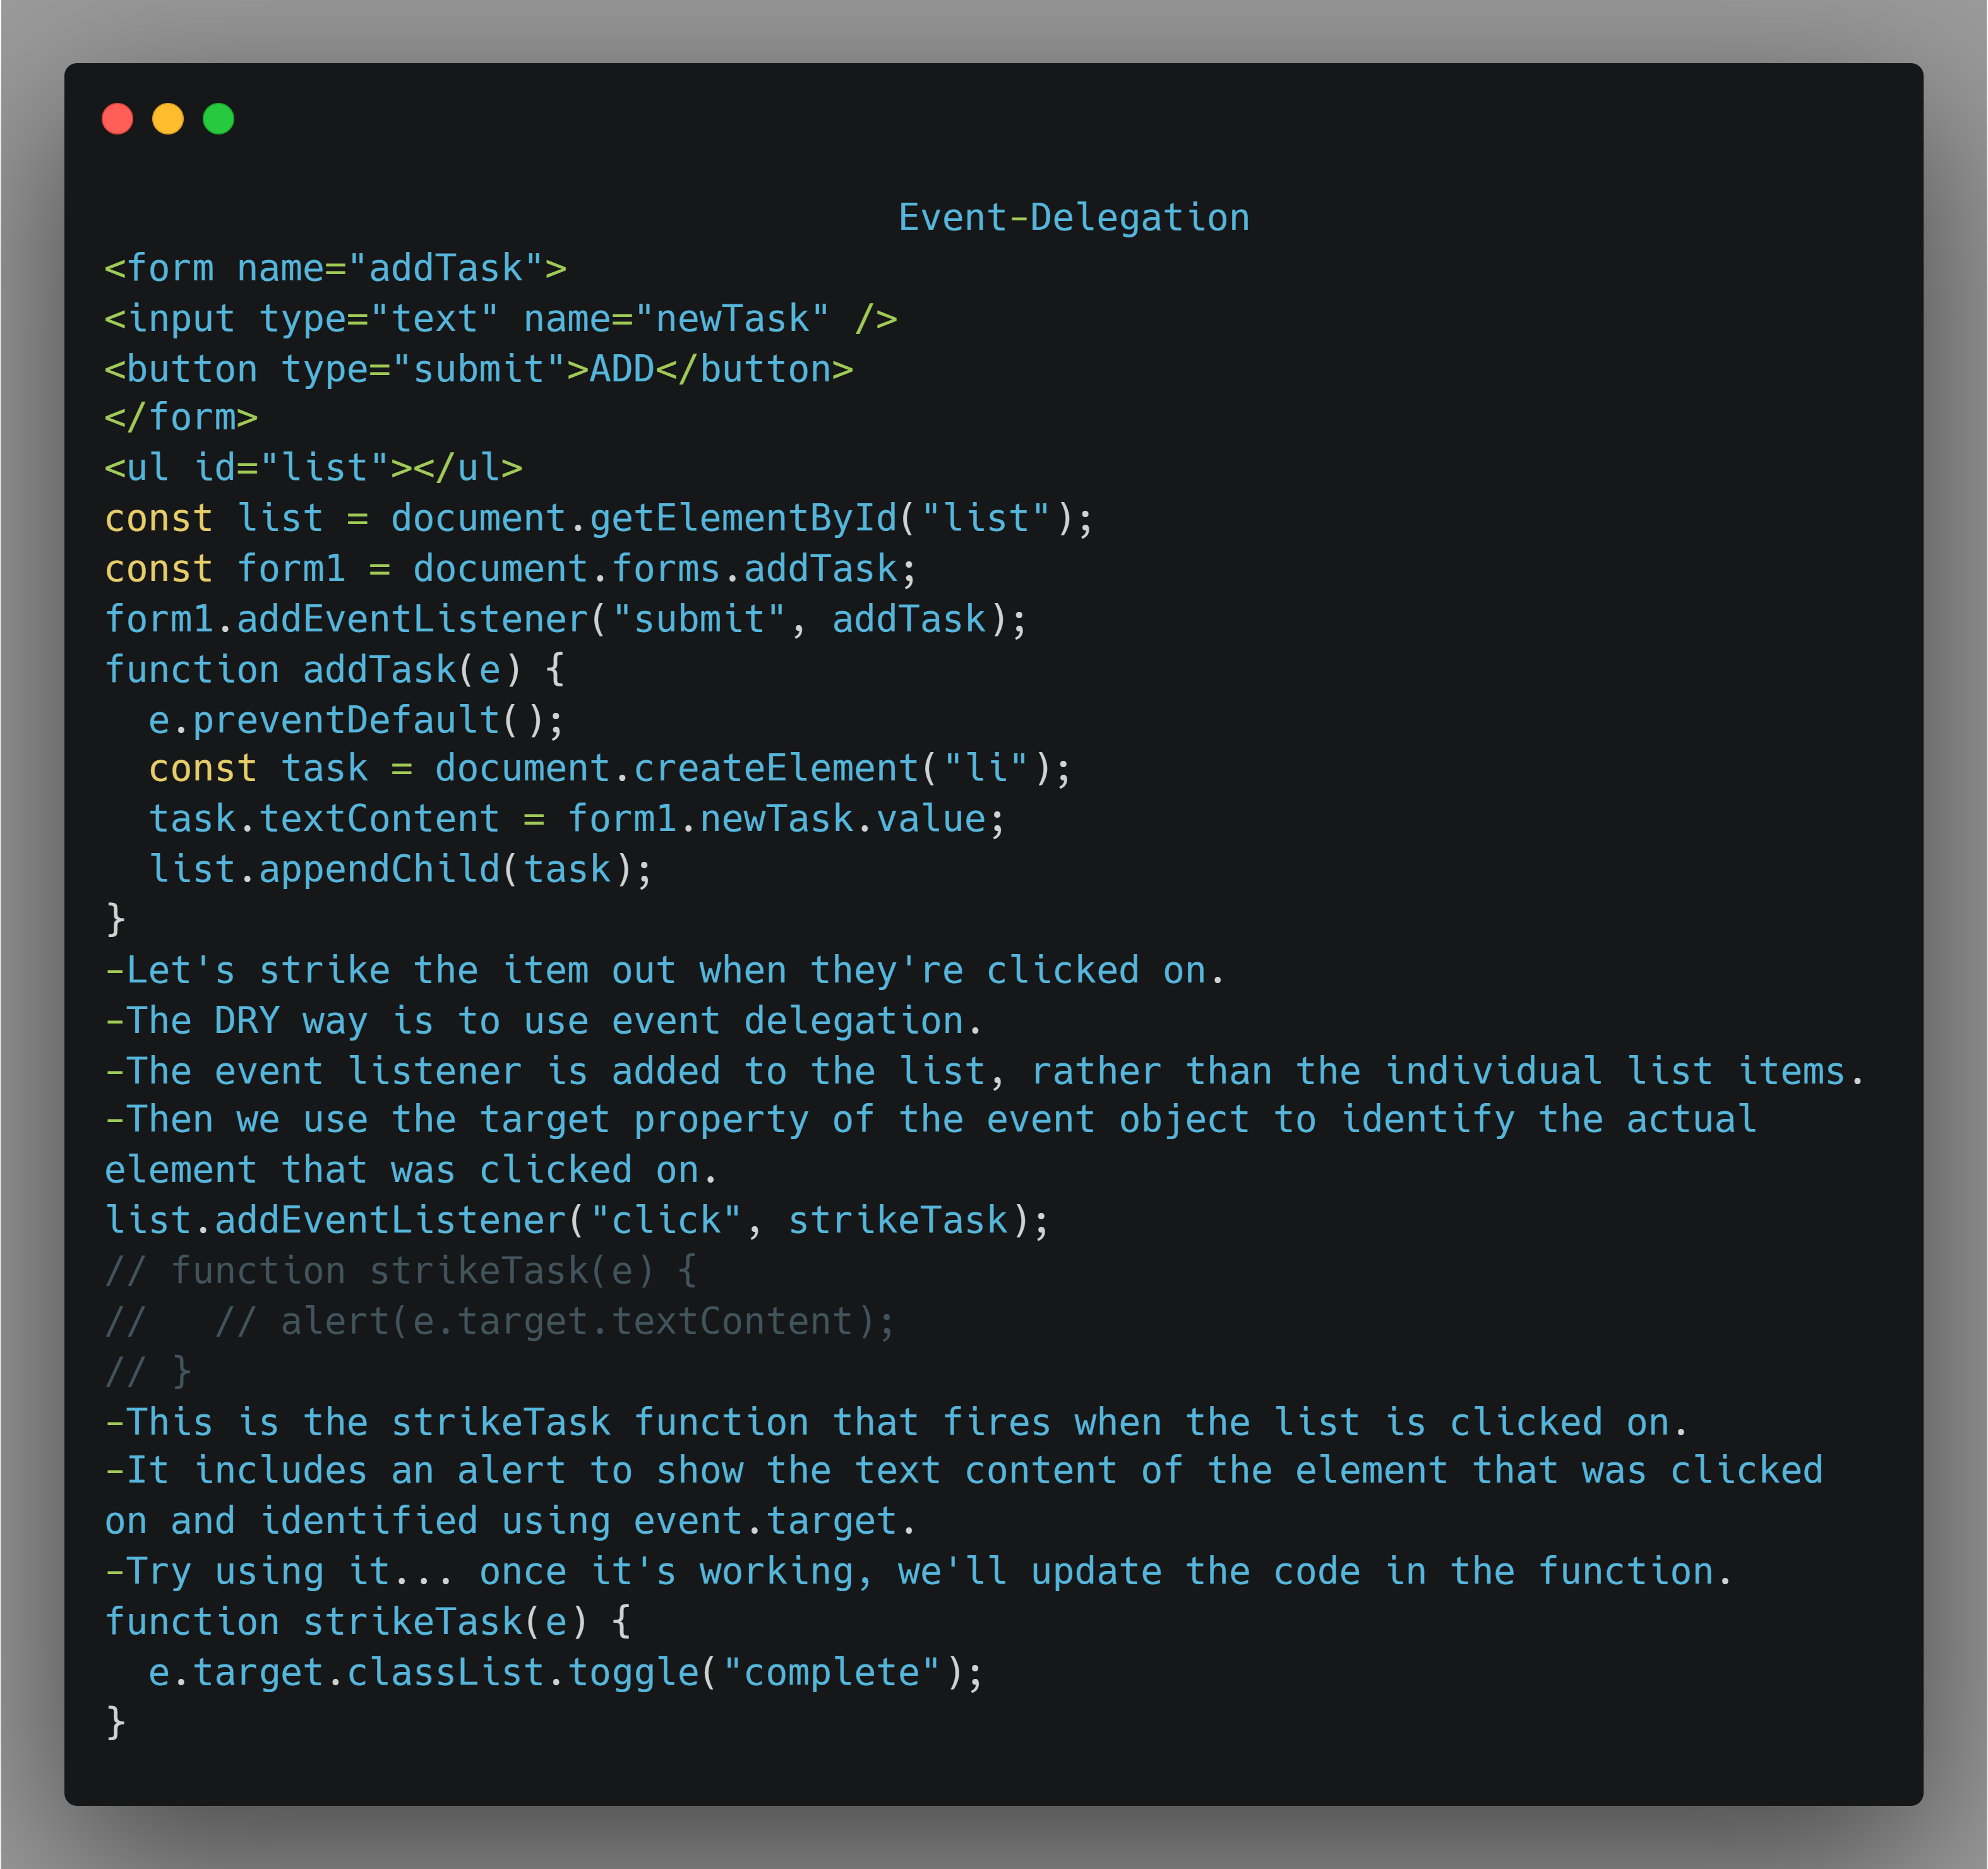 Event-Delegation
<form name="addTask">
<input type="text" name="newTask" />
<button type="submit">ADD</button>
</form>
<ul id="list"></ul>
const list = document.getElementById("list");
const form1 = document.forms.addTask;
form1.addEventListener("submit", addTask);
function addTask(e) {
  e.preventDefault();
  const task = document.createElement("li");
  task.textContent = form1.newTask.value;
  list.appendChild(task);
}
-Let's strike the item out when they're clicked on.
-The DRY way is to use event delegation.
-The event listener is added to the list, rather than the individual list items.
-Then we use the target property of the event object to identify the actual
element that was clicked on.
list.addEventListener("click", strikeTask);
// function strikeTask(e) {
//   // alert(e.target.textContent);
// }
-This is the strikeTask function that fires when the list is clicked on.
-It includes an alert to show the text content of the element that was clicked
on and identified using event.target.
-Try using it... once it's working, we'll update the code in the function.
function strikeTask(e) {
  e.target.classList.toggle("complete");
}